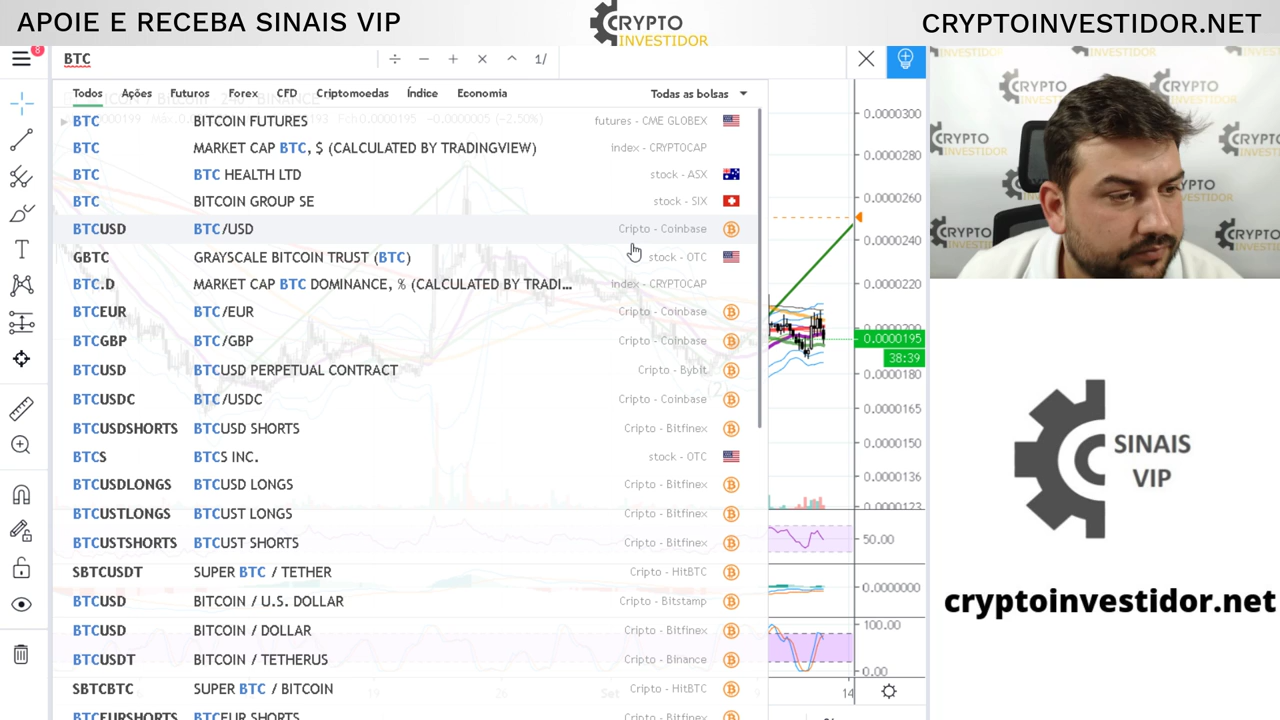 APOIE E RECEBA SINAIS VIP
CRYPTO
INVESTIDOR
CRYPTOINVESTIDOR.NET
8
BTC
÷ − + × ^ 1/
Todos Ações Futuros Forex CFD Criptomoedas Índice Economia Todas as bolsas
BTC BITCOIN FUTURES futures - CME GLOBEX
BTC MARKET CAP BTC, $ (CALCULATED BY TRADINGVIEW) index - CRYPTOCAP
BTC BTC HEALTH LTD stock - ASX
BTC BITCOIN GROUP SE stock - SIX
BTCUSD BTC/USD Cripto - Coinbase
GBTC GRAYSCALE BITCOIN TRUST (BTC) stock - OTC
BTC.D MARKET CAP BTC DOMINANCE, % (CALCULATED BY TRADI... index - CRYPTOCAP
BTCEUR BTC/EUR Cripto - Coinbase
BTCGBP BTC/GBP Cripto - Coinbase
BTCUSD BTCUSD PERPETUAL CONTRACT Cripto - Bybit
BTCUSDC BTC/USDC Cripto - Coinbase
BTCUSDSHORTS BTCUSD SHORTS Cripto - Bitfinex
BTCS BTCS INC. stock - OTC
BTCUSDLONGS BTCUSD LONGS Cripto - Bitfinex
BTCUSTLONGS BTCUST LONGS Cripto - Bitfinex
BTCUSTSHORTS BTCUST SHORTS Cripto - Bitfinex
SBTCUSDT SUPER BTC / TETHER Cripto - HitBTC
BTCUSD BITCOIN / U.S. DOLLAR Cripto - Bitstamp
BTCUSD BITCOIN / DOLLAR Cripto - Bitfinex
BTCUSDT BITCOIN / TETHERUS Cripto - Binance
SBTCBTC SUPER BTC / BITCOIN Cripto - HitBTC
BTCEURSHORTS BTCEUR SHORTS Cripto - Bitfinex
0.0000300
0.0000280
0.0000260
0.0000240
0.0000220
0.0000195
38:39
0.0000180
0.0000165
0.0000150
0.0000136
0.0000123
50.00
0.0000000
100.00
0.00
14
CRYPTO
INVESTIDOR
SINAIS
VIP
cryptoinvestidor.net